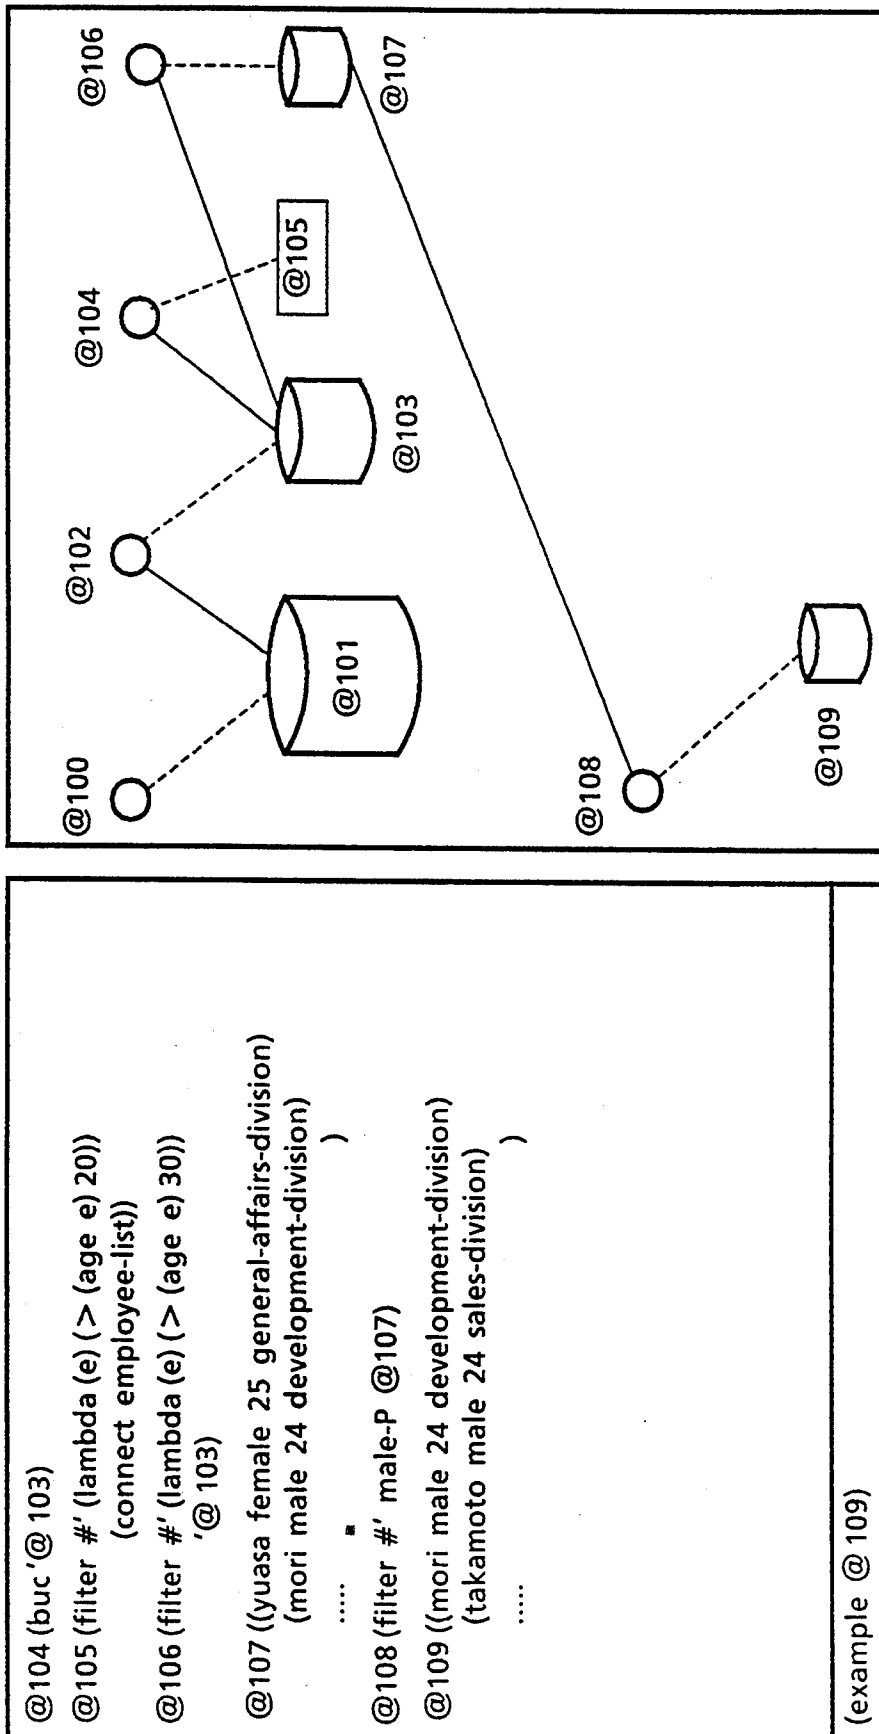 @104 (buc '@ 103)
@105 (filter #' (lambda (e) (> (age e) 20))
(connect employee-list))
@106 (filter #' (lambda (e) (> (age e) 30))
'@ 103)
@107 ((yuasa female 25 general-affairs-division)
(mori male 24 development-division)
..... )
@108 (filter #' male-P @107)
@109 ((mori male 24 development-division)
(takamoto male 24 sales-division)
..... )
(example @ 109)
@100
@102
@104
@106
@101
@103
@105
@107
@108
@109